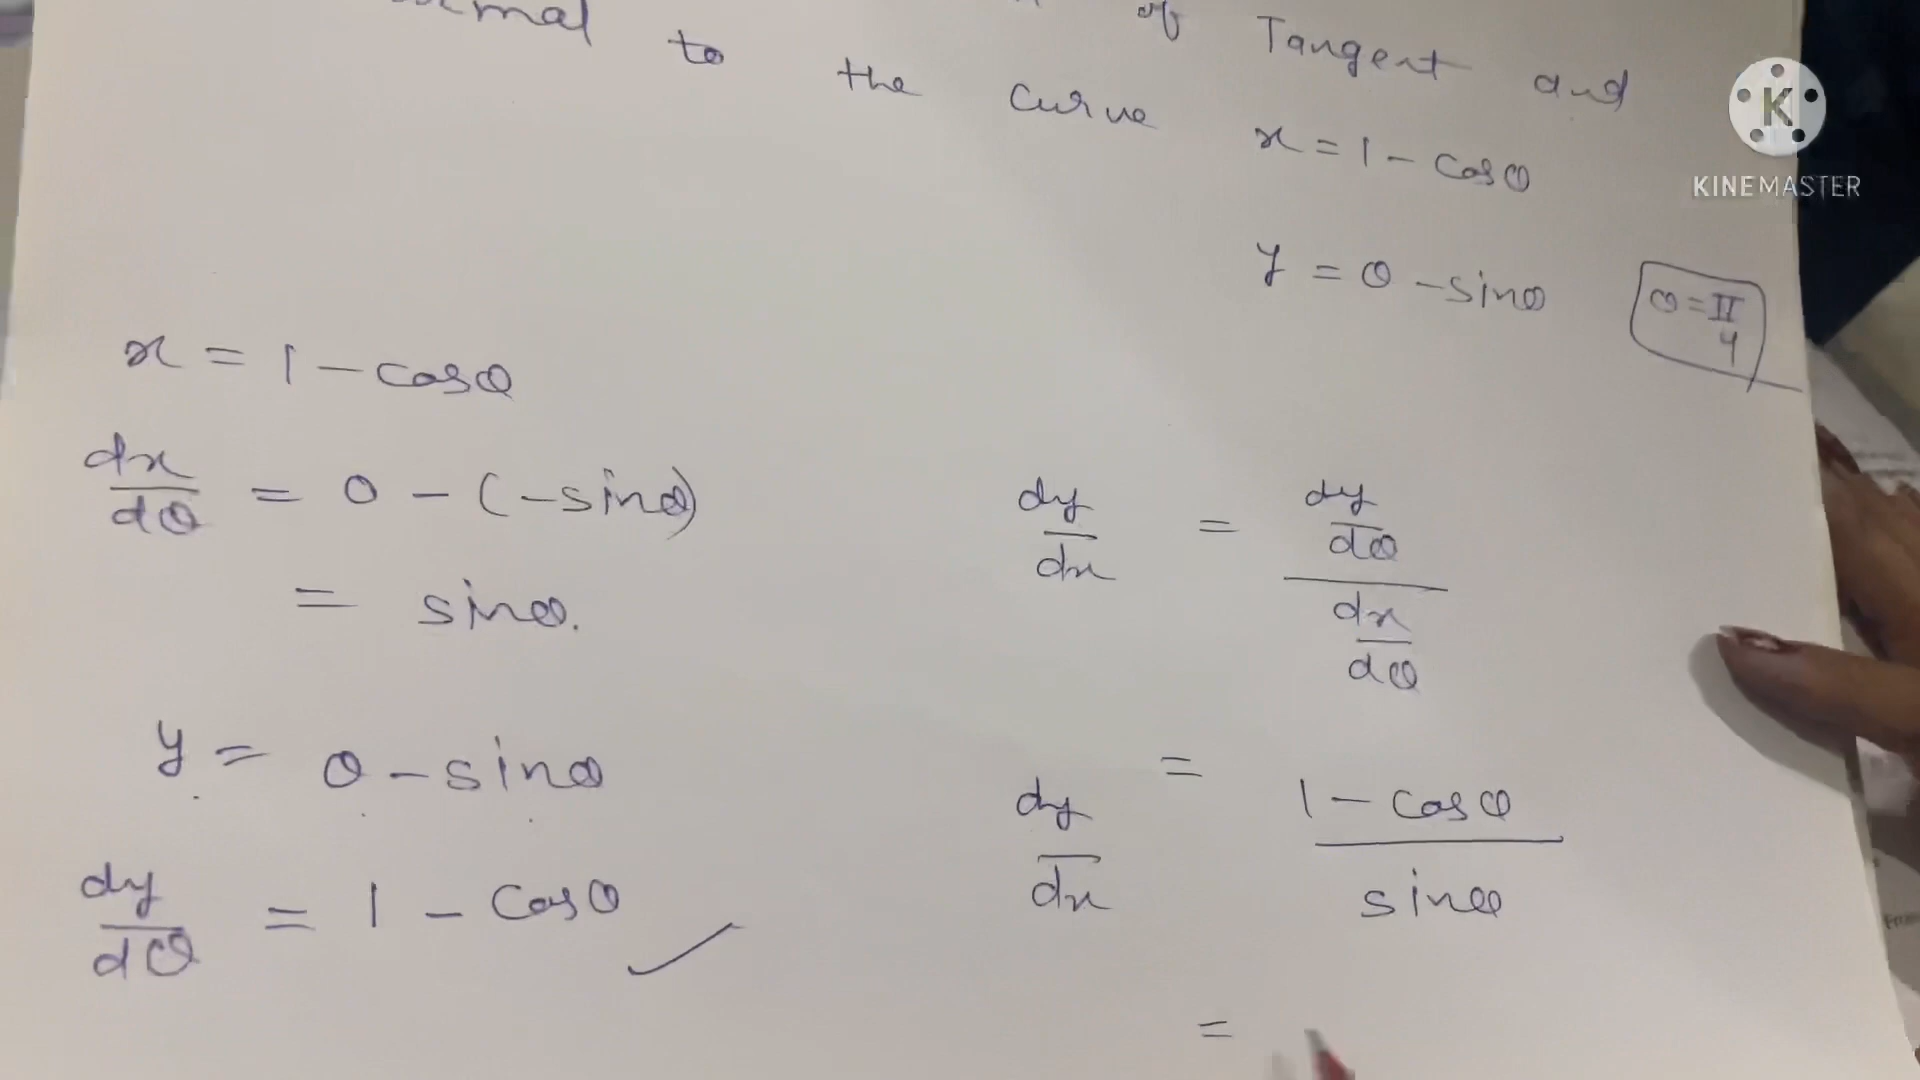 of Tangent and
to the curve x = 1 - cosθ
y = θ - sinθ
θ = π/4
K
KINEMASTER
x = 1 - cosθ
dx/dθ = 0 - (-sinθ)
= sinθ.
y = θ - sinθ
dy/dθ = 1 - cosθ ✓
dy/dx = dy/dθ / dx/dθ
dy/dx = 1 - cosθ / sinθ
=